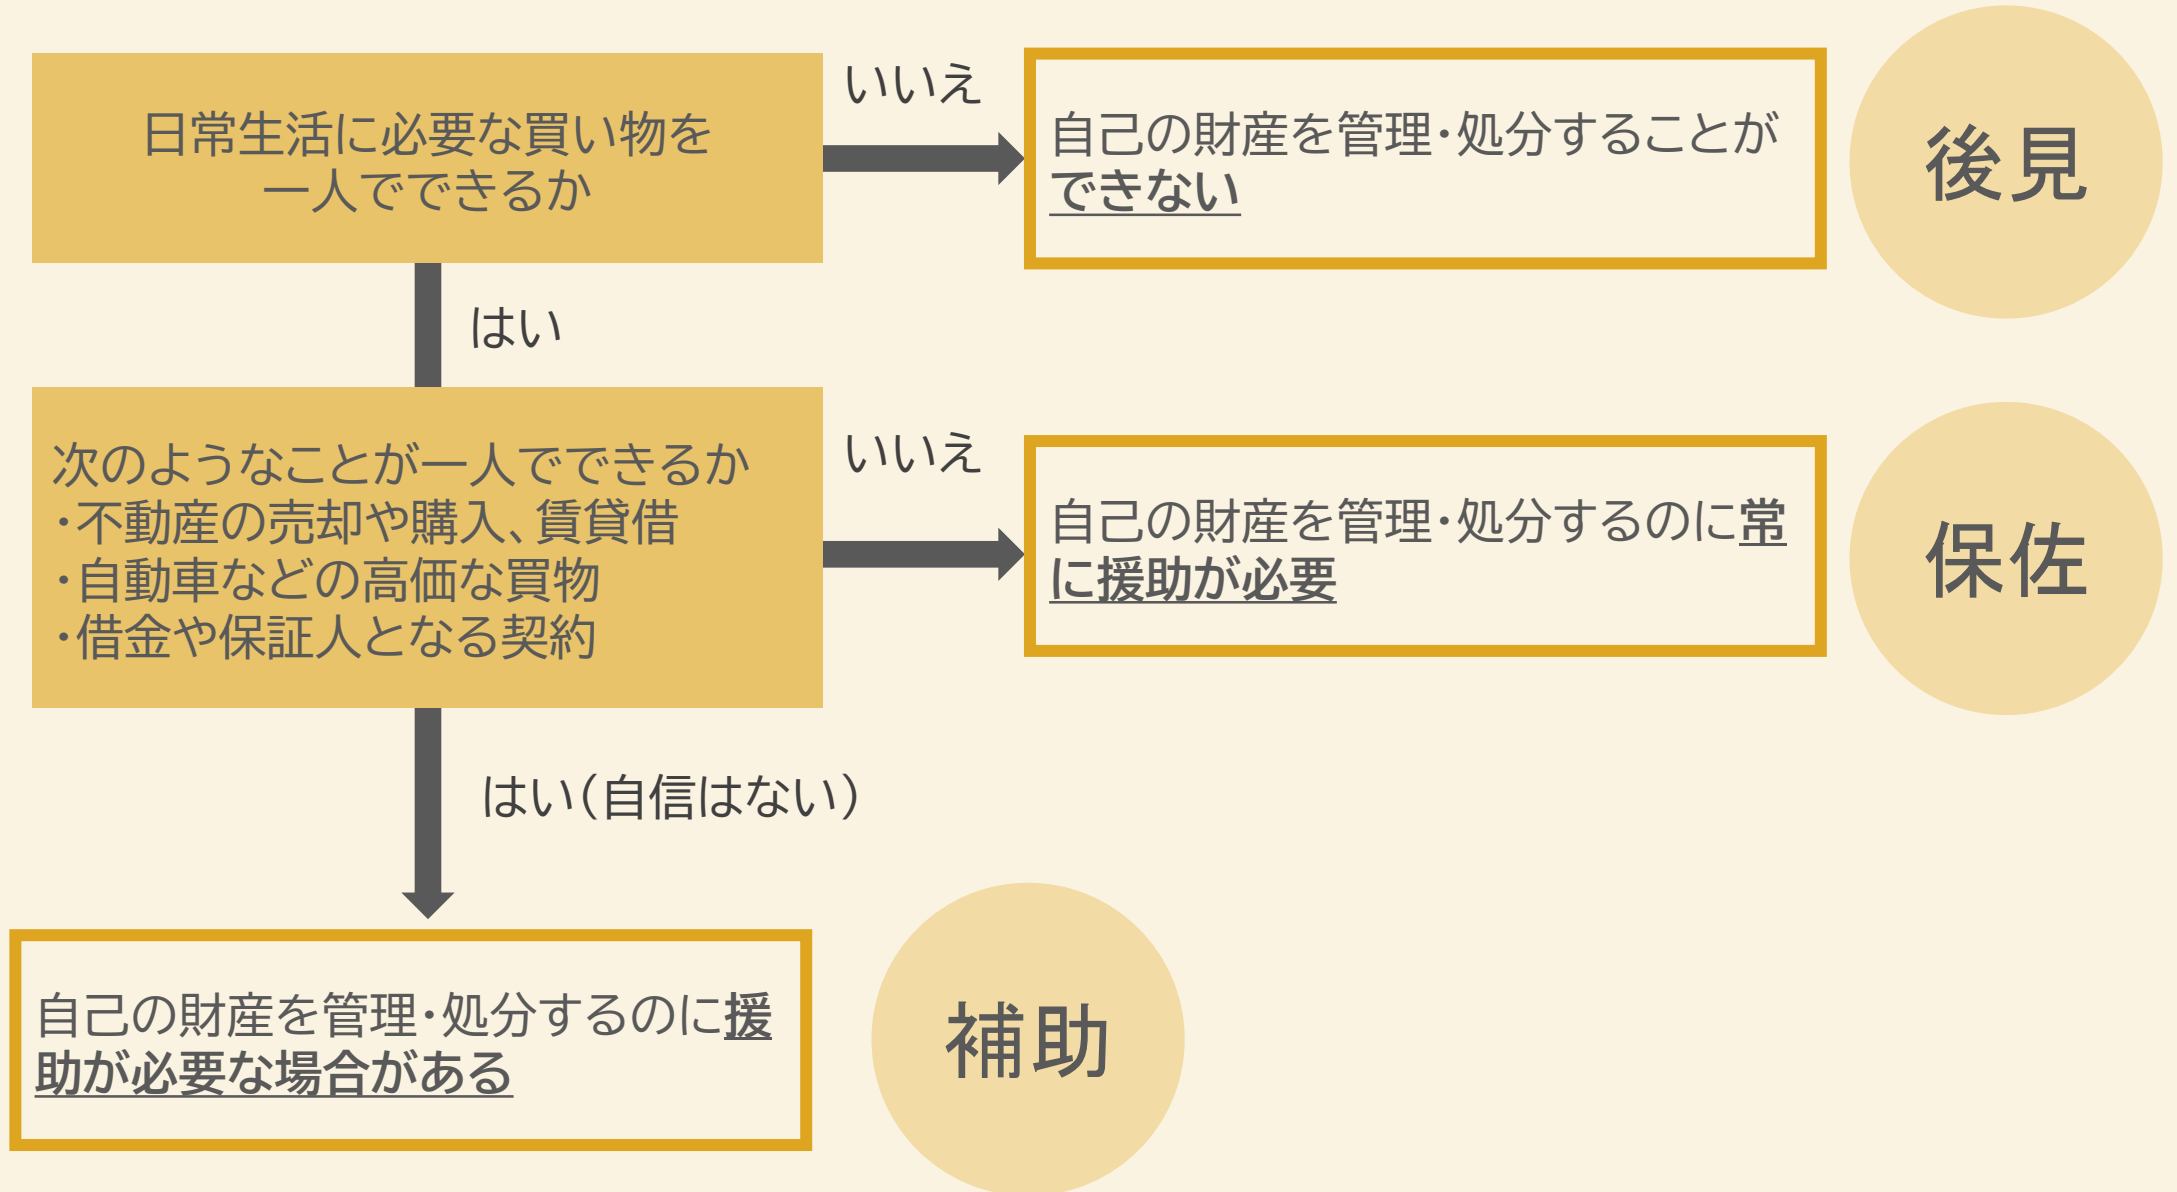 日常生活に必要な買い物を
一人でできるか
いいえ
自己の財産を管理・処分することが
できない
後見
はい
次のようなことが一人でできるか
・不動産の売却や購入、賃貸借
・自動車などの高価な買物
・借金や保証人となる契約
いいえ
自己の財産を管理・処分するのに常
に援助が必要
保佐
はい（自信はない）
自己の財産を管理・処分するのに援
助が必要な場合がある
補助